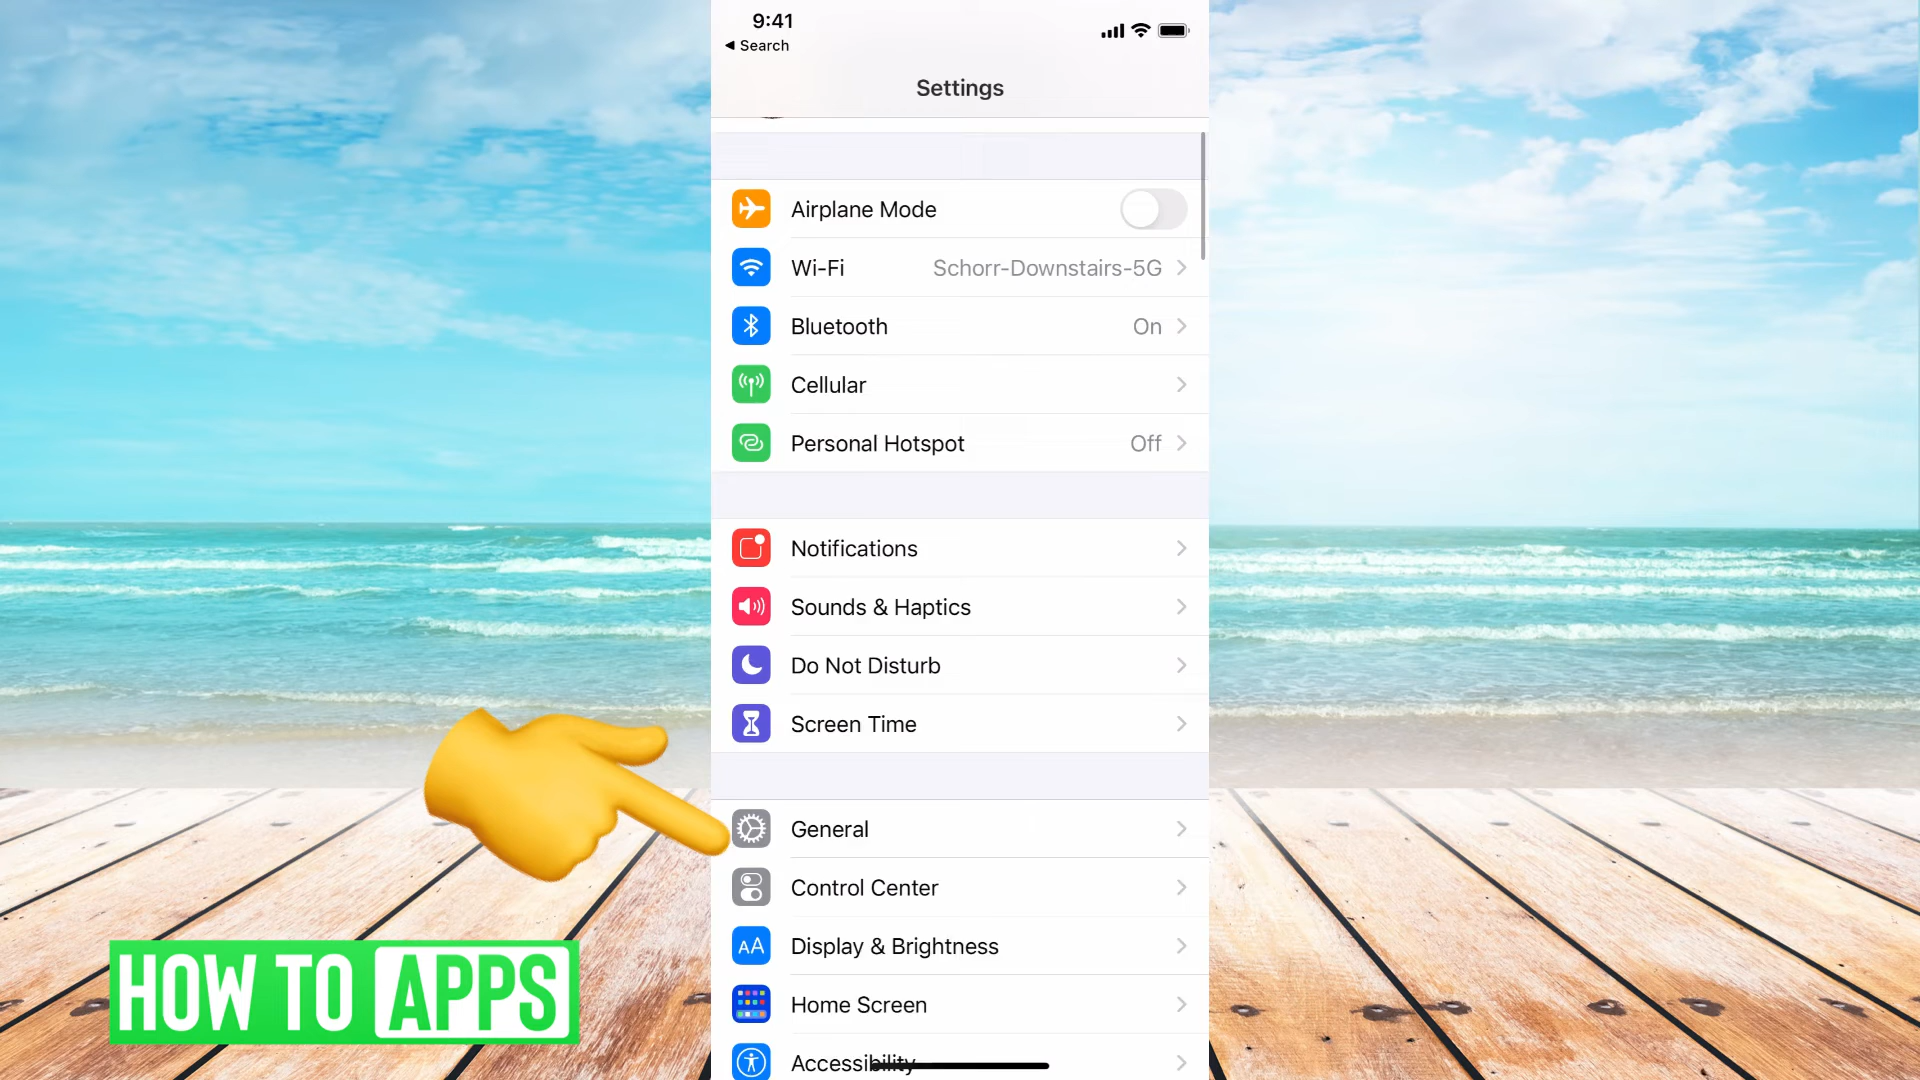 9:41
◀ Search
Settings
Airplane Mode
Wi-Fi Schorr-Downstairs-5G
Bluetooth On
Cellular
Personal Hotspot Off
Notifications
Sounds & Haptics
Do Not Disturb
Screen Time
General
Control Center
AA Display & Brightness
Home Screen
Accessibility
HOW TO APPS